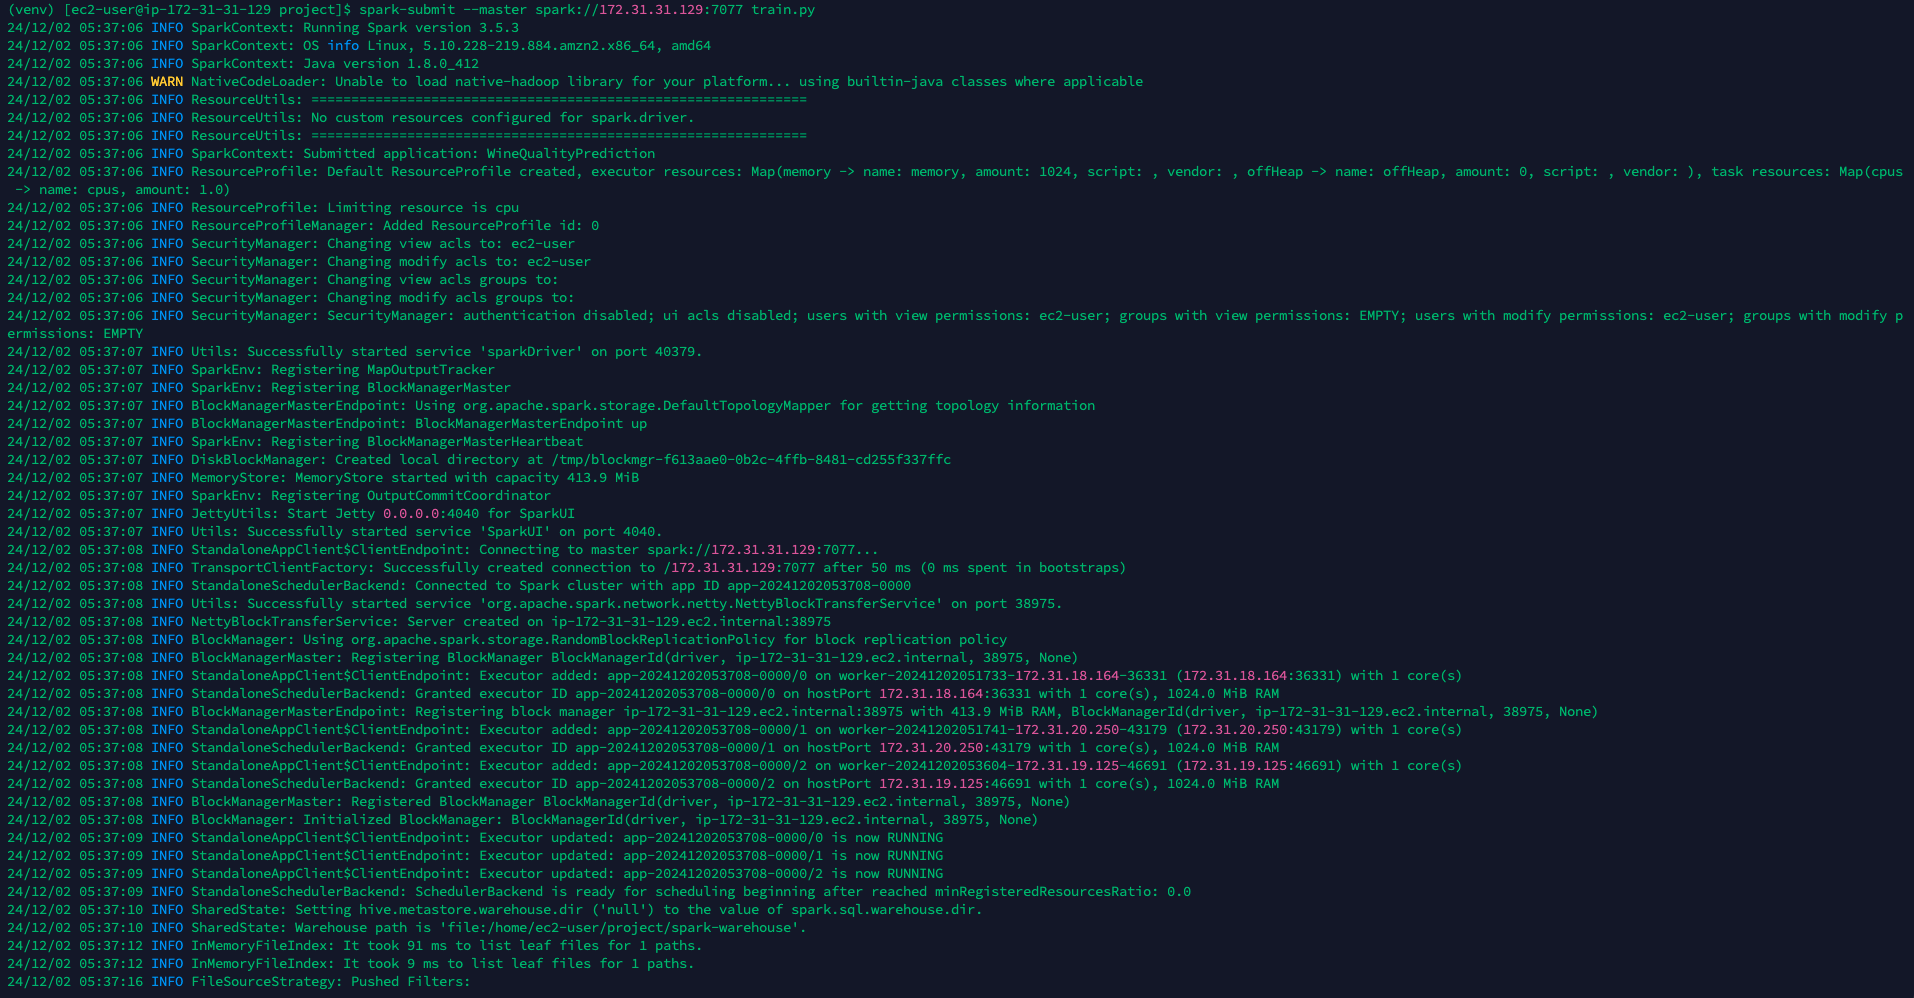 (venv) [ec2-user@ip-172-31-31-129 project]$ spark-submit --master spark://172.31.31.129:7077 train.py
24/12/02 05:37:06 INFO SparkContext: Running Spark version 3.5.3
24/12/02 05:37:06 INFO SparkContext: OS info Linux, 5.10.228-219.884.amzn2.x86_64, amd64
24/12/02 05:37:06 INFO SparkContext: Java version 1.8.0_412
24/12/02 05:37:06 WARN NativeCodeLoader: Unable to load native-hadoop library for your platform... using builtin-java classes where applicable
24/12/02 05:37:06 INFO ResourceUtils: ==============================================================
24/12/02 05:37:06 INFO ResourceUtils: No custom resources configured for spark.driver.
24/12/02 05:37:06 INFO ResourceUtils: ==============================================================
24/12/02 05:37:06 INFO SparkContext: Submitted application: WineQualityPrediction
24/12/02 05:37:06 INFO ResourceProfile: Default ResourceProfile created, executor resources: Map(memory -> name: memory, amount: 1024, script: , vendor: , offHeap -> name: offHeap, amount: 0, script: , vendor: ), task resources: Map(cpus
 -> name: cpus, amount: 1.0)
24/12/02 05:37:06 INFO ResourceProfile: Limiting resource is cpu
24/12/02 05:37:06 INFO ResourceProfileManager: Added ResourceProfile id: 0
24/12/02 05:37:06 INFO SecurityManager: Changing view acls to: ec2-user
24/12/02 05:37:06 INFO SecurityManager: Changing modify acls to: ec2-user
24/12/02 05:37:06 INFO SecurityManager: Changing view acls groups to:
24/12/02 05:37:06 INFO SecurityManager: Changing modify acls groups to:
24/12/02 05:37:06 INFO SecurityManager: SecurityManager: authentication disabled; ui acls disabled; users with view permissions: ec2-user; groups with view permissions: EMPTY; users with modify permissions: ec2-user; groups with modify p
ermissions: EMPTY
24/12/02 05:37:07 INFO Utils: Successfully started service 'sparkDriver' on port 40379.
24/12/02 05:37:07 INFO SparkEnv: Registering MapOutputTracker
24/12/02 05:37:07 INFO SparkEnv: Registering BlockManagerMaster
24/12/02 05:37:07 INFO BlockManagerMasterEndpoint: Using org.apache.spark.storage.DefaultTopologyMapper for getting topology information
24/12/02 05:37:07 INFO BlockManagerMasterEndpoint: BlockManagerMasterEndpoint up
24/12/02 05:37:07 INFO SparkEnv: Registering BlockManagerMasterHeartbeat
24/12/02 05:37:07 INFO DiskBlockManager: Created local directory at /tmp/blockmgr-f613aae0-0b2c-4ffb-8481-cd255f337ffc
24/12/02 05:37:07 INFO MemoryStore: MemoryStore started with capacity 413.9 MiB
24/12/02 05:37:07 INFO SparkEnv: Registering OutputCommitCoordinator
24/12/02 05:37:07 INFO JettyUtils: Start Jetty 0.0.0.0:4040 for SparkUI
24/12/02 05:37:07 INFO Utils: Successfully started service 'SparkUI' on port 4040.
24/12/02 05:37:08 INFO StandaloneAppClient$ClientEndpoint: Connecting to master spark://172.31.31.129:7077...
24/12/02 05:37:08 INFO TransportClientFactory: Successfully created connection to /172.31.31.129:7077 after 50 ms (0 ms spent in bootstraps)
24/12/02 05:37:08 INFO StandaloneSchedulerBackend: Connected to Spark cluster with app ID app-20241202053708-0000
24/12/02 05:37:08 INFO Utils: Successfully started service 'org.apache.spark.network.netty.NettyBlockTransferService' on port 38975.
24/12/02 05:37:08 INFO NettyBlockTransferService: Server created on ip-172-31-31-129.ec2.internal:38975
24/12/02 05:37:08 INFO BlockManager: Using org.apache.spark.storage.RandomBlockReplicationPolicy for block replication policy
24/12/02 05:37:08 INFO BlockManagerMaster: Registering BlockManager BlockManagerId(driver, ip-172-31-31-129.ec2.internal, 38975, None)
24/12/02 05:37:08 INFO StandaloneAppClient$ClientEndpoint: Executor added: app-20241202053708-0000/0 on worker-20241202051733-172.31.18.164-36331 (172.31.18.164:36331) with 1 core(s)
24/12/02 05:37:08 INFO StandaloneSchedulerBackend: Granted executor ID app-20241202053708-0000/0 on hostPort 172.31.18.164:36331 with 1 core(s), 1024.0 MiB RAM
24/12/02 05:37:08 INFO BlockManagerMasterEndpoint: Registering block manager ip-172-31-31-129.ec2.internal:38975 with 413.9 MiB RAM, BlockManagerId(driver, ip-172-31-31-129.ec2.internal, 38975, None)
24/12/02 05:37:08 INFO StandaloneAppClient$ClientEndpoint: Executor added: app-20241202053708-0000/1 on worker-20241202051741-172.31.20.250-43179 (172.31.20.250:43179) with 1 core(s)
24/12/02 05:37:08 INFO StandaloneSchedulerBackend: Granted executor ID app-20241202053708-0000/1 on hostPort 172.31.20.250:43179 with 1 core(s), 1024.0 MiB RAM
24/12/02 05:37:08 INFO StandaloneAppClient$ClientEndpoint: Executor added: app-20241202053708-0000/2 on worker-20241202053604-172.31.19.125-46691 (172.31.19.125:46691) with 1 core(s)
24/12/02 05:37:08 INFO StandaloneSchedulerBackend: Granted executor ID app-20241202053708-0000/2 on hostPort 172.31.19.125:46691 with 1 core(s), 1024.0 MiB RAM
24/12/02 05:37:08 INFO BlockManagerMaster: Registered BlockManager BlockManagerId(driver, ip-172-31-31-129.ec2.internal, 38975, None)
24/12/02 05:37:08 INFO BlockManager: Initialized BlockManager: BlockManagerId(driver, ip-172-31-31-129.ec2.internal, 38975, None)
24/12/02 05:37:09 INFO StandaloneAppClient$ClientEndpoint: Executor updated: app-20241202053708-0000/0 is now RUNNING
24/12/02 05:37:09 INFO StandaloneAppClient$ClientEndpoint: Executor updated: app-20241202053708-0000/1 is now RUNNING
24/12/02 05:37:09 INFO StandaloneAppClient$ClientEndpoint: Executor updated: app-20241202053708-0000/2 is now RUNNING
24/12/02 05:37:09 INFO StandaloneSchedulerBackend: SchedulerBackend is ready for scheduling beginning after reached minRegisteredResourcesRatio: 0.0
24/12/02 05:37:10 INFO SharedState: Setting hive.metastore.warehouse.dir ('null') to the value of spark.sql.warehouse.dir.
24/12/02 05:37:10 INFO SharedState: Warehouse path is 'file:/home/ec2-user/project/spark-warehouse'.
24/12/02 05:37:12 INFO InMemoryFileIndex: It took 91 ms to list leaf files for 1 paths.
24/12/02 05:37:12 INFO InMemoryFileIndex: It took 9 ms to list leaf files for 1 paths.
24/12/02 05:37:16 INFO FileSourceStrategy: Pushed Filters: